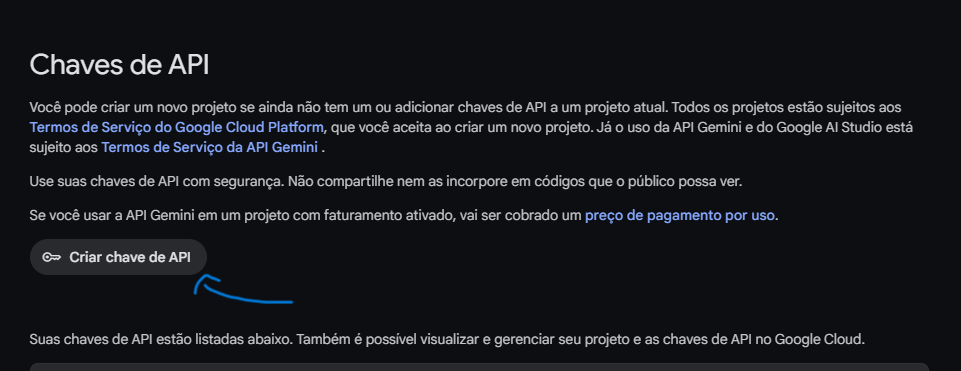 Chaves de API
Você pode criar um novo projeto se ainda não tem um ou adicionar chaves de API a um projeto atual. Todos os projetos estão sujeitos aos
Termos de Serviço do Google Cloud Platform, que você aceita ao criar um novo projeto. Já o uso da API Gemini e do Google AI Studio está
sujeito aos Termos de Serviço da API Gemini .
Use suas chaves de API com segurança. Não compartilhe nem as incorpore em códigos que o público possa ver.
Se você usar a API Gemini em um projeto com faturamento ativado, vai ser cobrado um preço de pagamento por uso.
Criar chave de API
Suas chaves de API estão listadas abaixo. Também é possível visualizar e gerenciar seu projeto e as chaves de API no Google Cloud.